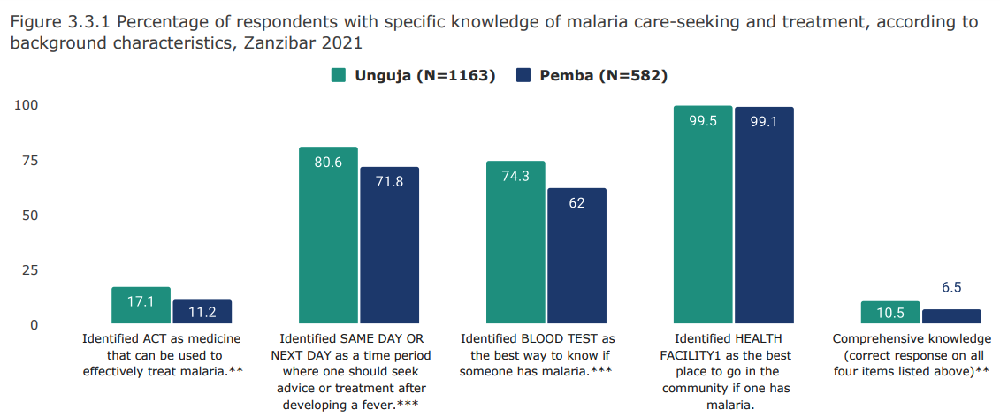 Figure 3.3.1 Percentage of respondents with specific knowledge of malaria care-seeking and treatment, according to
background characteristics, Zanzibar 2021
Unguja (N=1163) Pemba (N=582)
100
75
50
25
0
17.1
11.2
80.6
71.8
74.3
62
99.5
99.1
10.5
6.5
Identified ACT as medicine
that can be used to
effectively treat malaria.**
Identified SAME DAY OR
NEXT DAY as a time period
where one should seek
advice or treatment after
developing a fever.***
Identified BLOOD TEST as
the best way to know if
someone has malaria.***
Identified HEALTH
FACILITY1 as the best
place to go in the
community if one has
malaria.
Comprehensive knowledge
(correct response on all
four items listed above)**